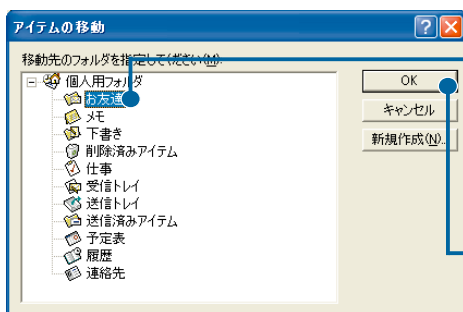 アイテムの移動
移動先のフォルダを指定してください(M):
個人用フォルダ
お友達
メモ
下書き
削除済みアイテム
仕事
受信トレイ
送信トレイ
送信済みアイテム
予定表
履歴
連絡先
OK
キャンセル
新規作成(N)...